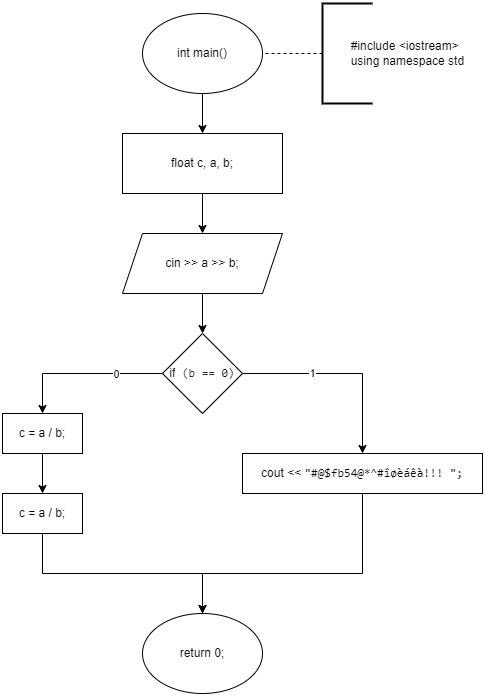 int main()
#include <iostream>
using namespace std
float c, a, b;
cin >> a >> b;
if (b == 0)
0
1
c = a / b;
cout << "#@$fb54@*^#îøèáêà!!! ";
c = a / b;
return 0;